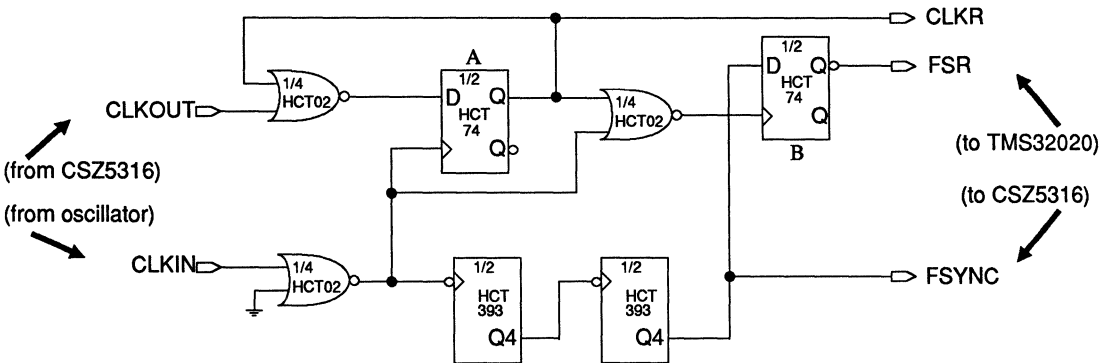 CLKR
A
1/2
D Q
HCT
74
Q
1/4
HCT02
CLKOUT
1/4
HCT02
1/2
D Q
HCT
74
Q
B
FSR
(from CSZ5316)
(to TMS32020)
(from oscillator)
(to CSZ5316)
CLKIN
1/4
HCT02
1/2
HCT
393
Q4
1/2
HCT
393
Q4
FSYNC